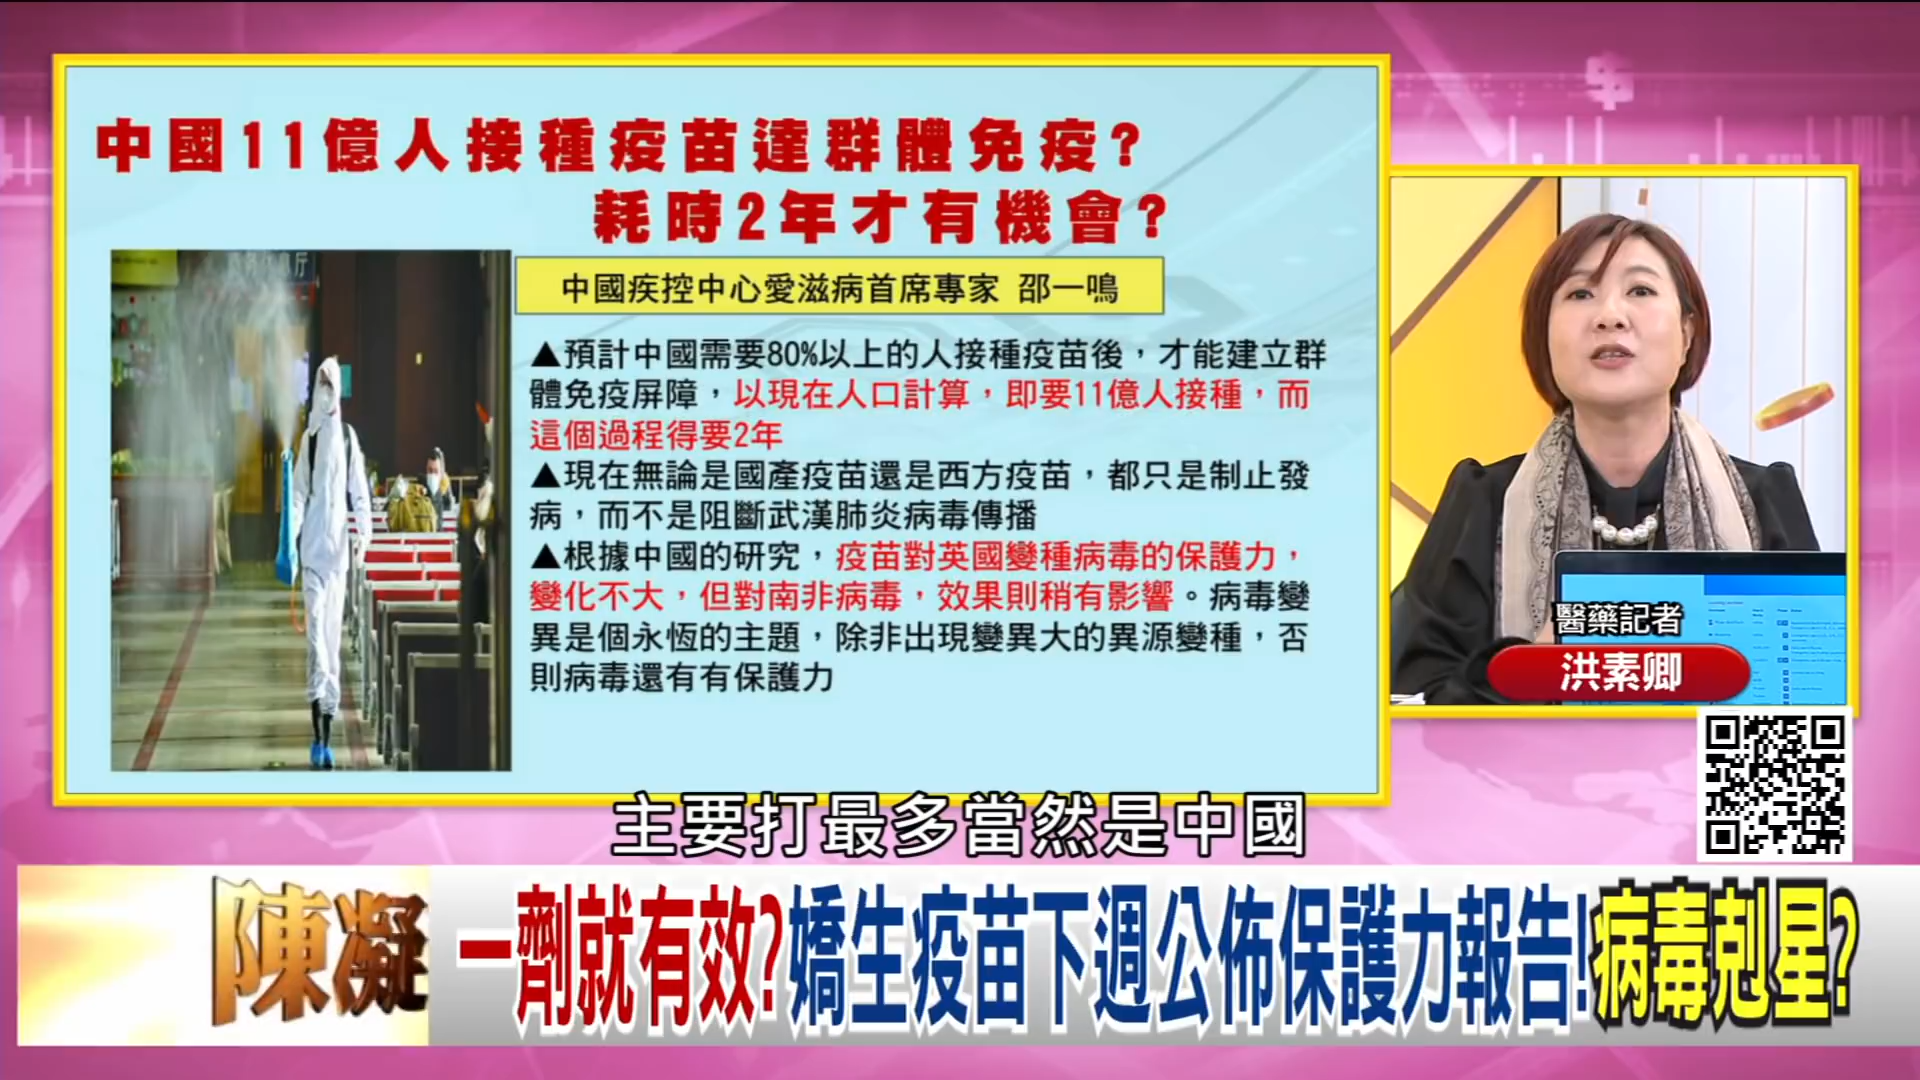 中國11億人接種疫苗達群體免疫?
耗時2年才有機會?
中國疾控中心愛滋病首席專家 邵一鳴
▲預計中國需要80%以上的人接種疫苗後，才能建立群
體免疫屏障，以現在人口計算，即要11億人接種，而
這個過程得要2年
▲現在無論是國產疫苗還是西方疫苗，都只是制止發
病，而不是阻斷武漢肺炎病毒傳播
▲根據中國的研究，疫苗對英國變種病毒的保護力，
變化不大，但對南非病毒，效果則稍有影響。病毒變
異是個永恆的主題，除非出現變異大的異源變種，否
則病毒還有有保護力
醫藥記者
洪素卿
主要打最多當然是中國
陳凝
一劑就有效?嬌生疫苗下週公佈保護力報告!病毒剋星?